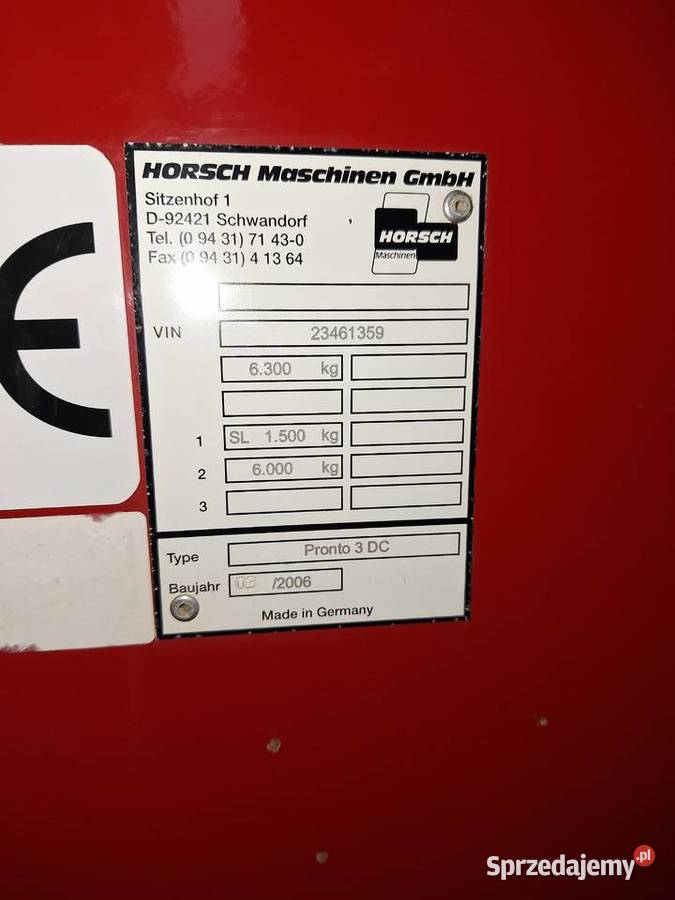 HORSCH Maschinen GmbH
Sitzenhof 1
D-92421 Schwandorf
Tel. (0 94 31) 71 43-0
Fax (0 94 31) 4 13 64
HORSCH
Maschinen
VIN 23461359
6.300 kg
1 SL 1.500 kg
2 6.000 kg
3
Type Pronto 3 DC
Baujahr /2006
Made in Germany
CE
Sprzedajemy.pl